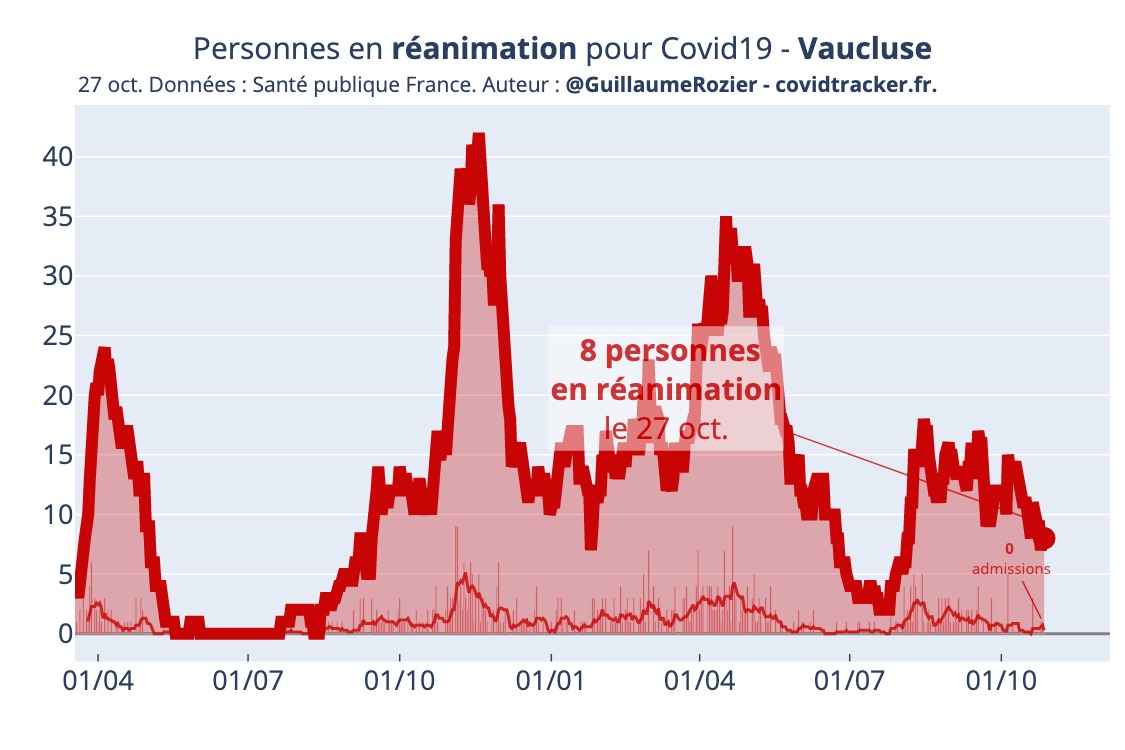 Personnes en réanimation pour Covid19 - Vaucluse
27 oct. Données : Santé publique France. Auteur : @GuillaumeRozier - covidtracker.fr.
40
35
30
25
20
15
10
5
0
8 personnes
en réanimation
le 27 oct.
0
admissions
01/04 01/07 01/10 01/01 01/04 01/07 01/10